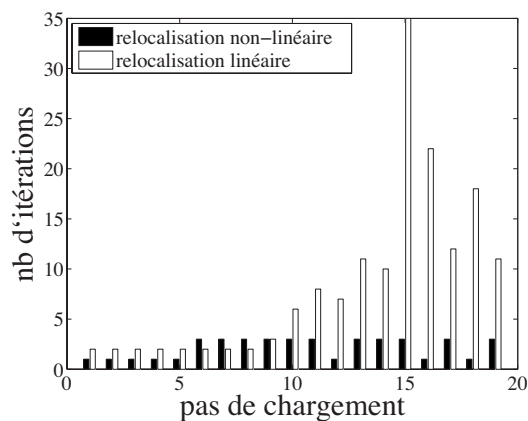 35
30
25
20
15
10
5
0
nb d‘itérations
relocalisation non-linéaire
relocalisation linéaire
0 5 10 15 20
pas de chargement